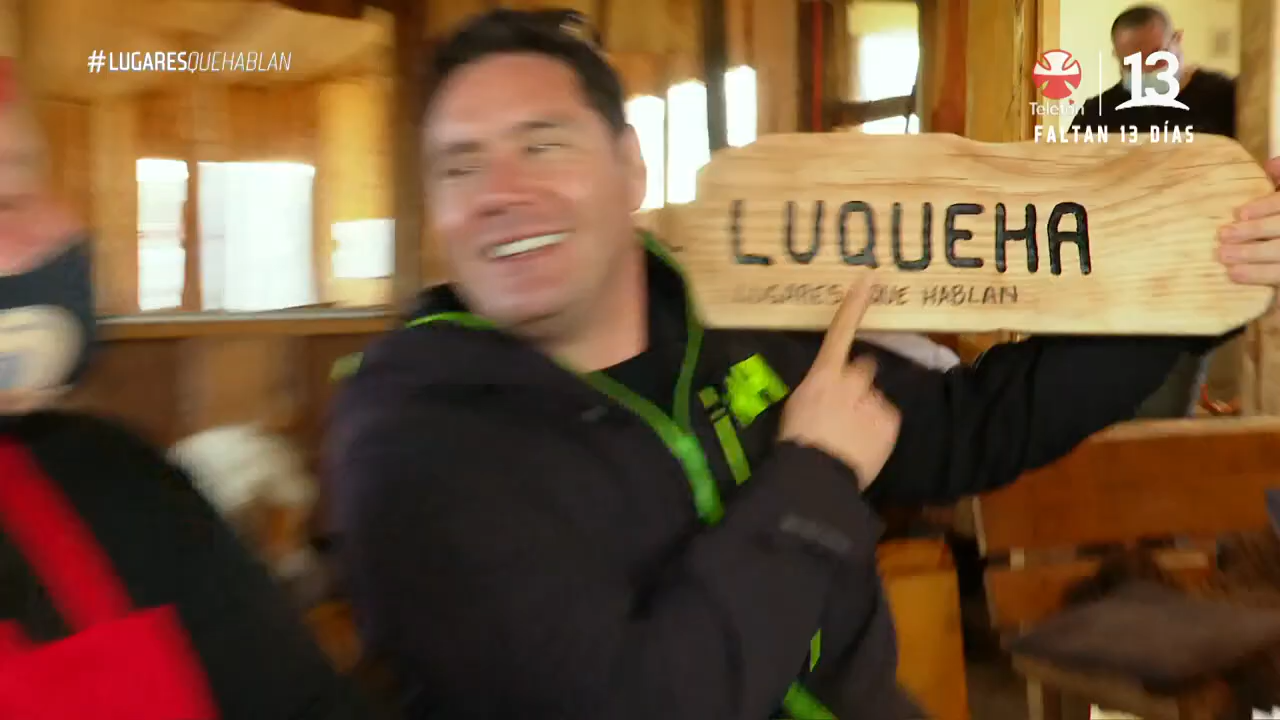 #LUGARESQUEHABLAN
Teletón
13
FALTAN 13 DÍAS
LUQUEHA
LUGARES QUE HABLAN